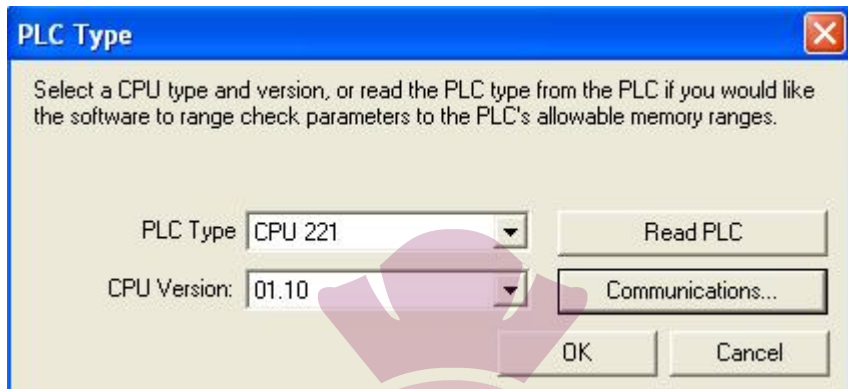 PLC Type
Select a CPU type and version, or read the PLC type from the PLC if you would like
the software to range check parameters to the PLC's allowable memory ranges.
PLC Type CPU 221 Read PLC
CPU Version: 01.10 Communications...
OK Cancel